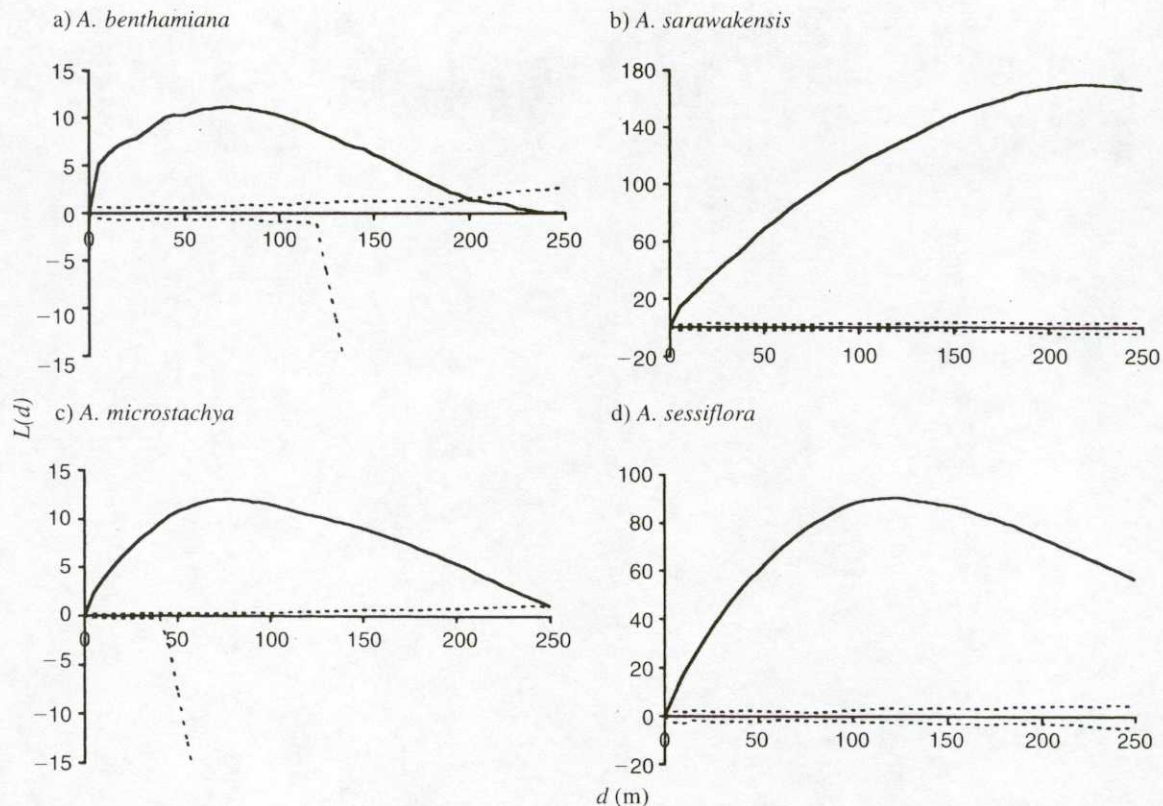 a) A. benthamiana
15
10
5
0
−5
−10
−15
0 50 100 150 200 250
b) A. sarawakensis
180
140
100
60
20
−20
0 50 100 150 200 250
L(d)
c) A. microstachya
15
10
5
0
−5
−10
−15
0 50 100 150 200 250
d) A. sessiflora
100
80
60
40
20
0
−20
0 50 100 150 200 250
d (m)